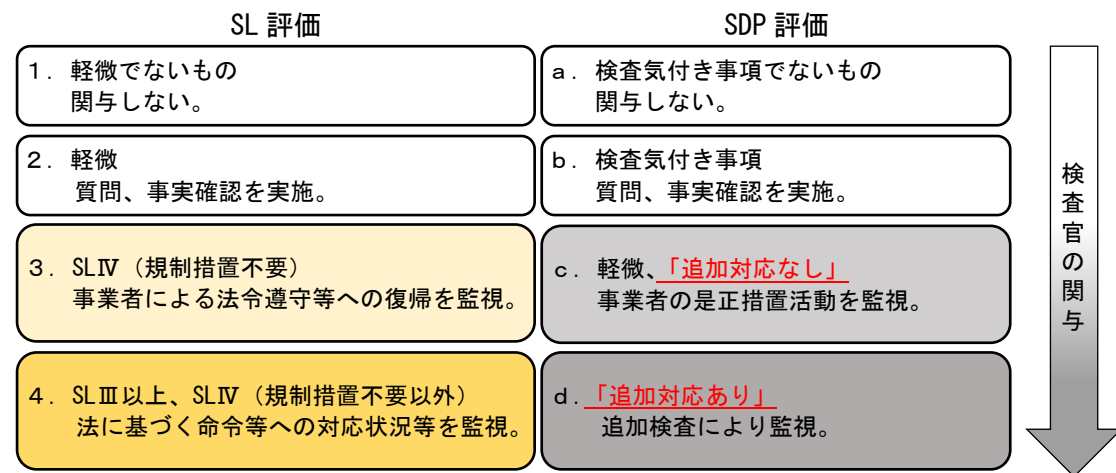 SL 評価
1. 軽微でないもの
関与しない。
2. 軽微
質問、事実確認を実施。
3. SLⅣ（規制措置不要）
事業者による法令遵守等への復帰を監視。
4. SLⅢ以上、SLⅣ（規制措置不要以外）
法に基づく命令等への対応状況等を監視。
SDP 評価
a. 検査気付き事項でないもの
関与しない。
b. 検査気付き事項
質問、事実確認を実施。
c. 軽微、「追加対応なし」
事業者の是正措置活動を監視。
d. 「追加対応あり」
追加検査により監視。
検査官の関与